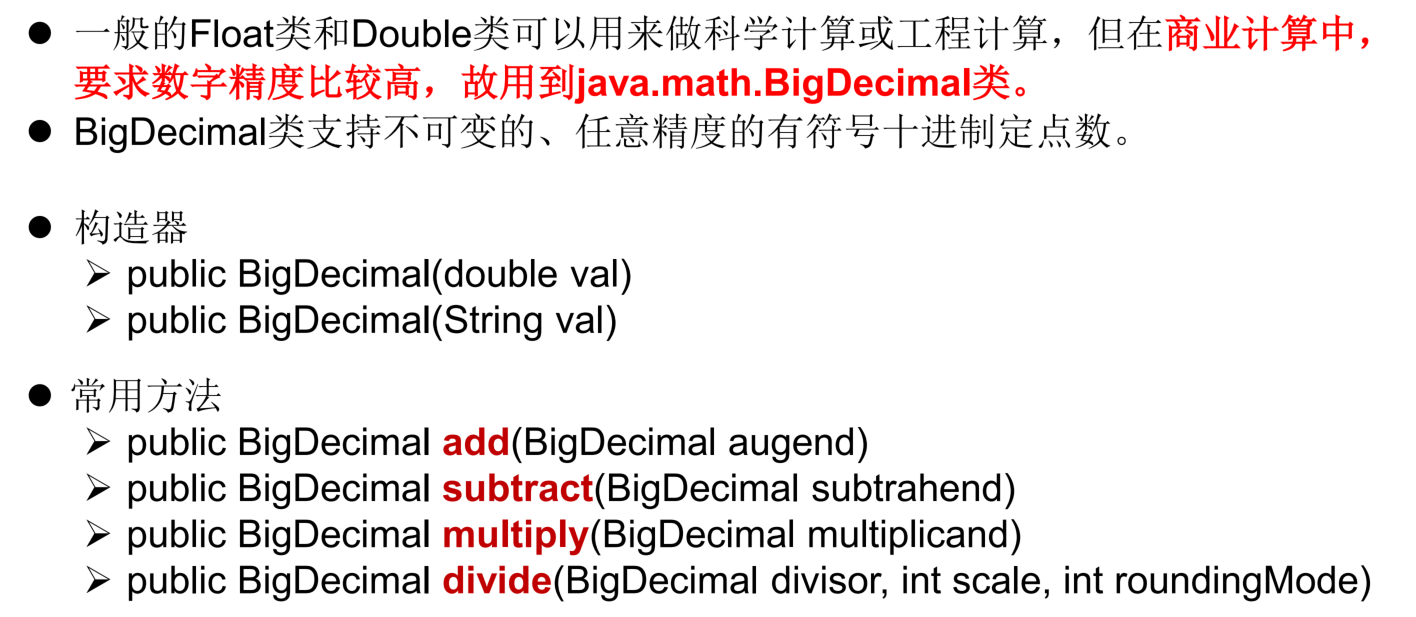 ● 一般的Float类和Double类可以用来做科学计算或工程计算，但在商业计算中，
要求数字精度比较高，故用到java.math.BigDecimal类。
● BigDecimal类支持不可变的、任意精度的有符号十进制定点数。
● 构造器
➢ public BigDecimal(double val)
➢ public BigDecimal(String val)
● 常用方法
➢ public BigDecimal add(BigDecimal augend)
➢ public BigDecimal subtract(BigDecimal subtrahend)
➢ public BigDecimal multiply(BigDecimal multiplicand)
➢ public BigDecimal divide(BigDecimal divisor, int scale, int roundingMode)